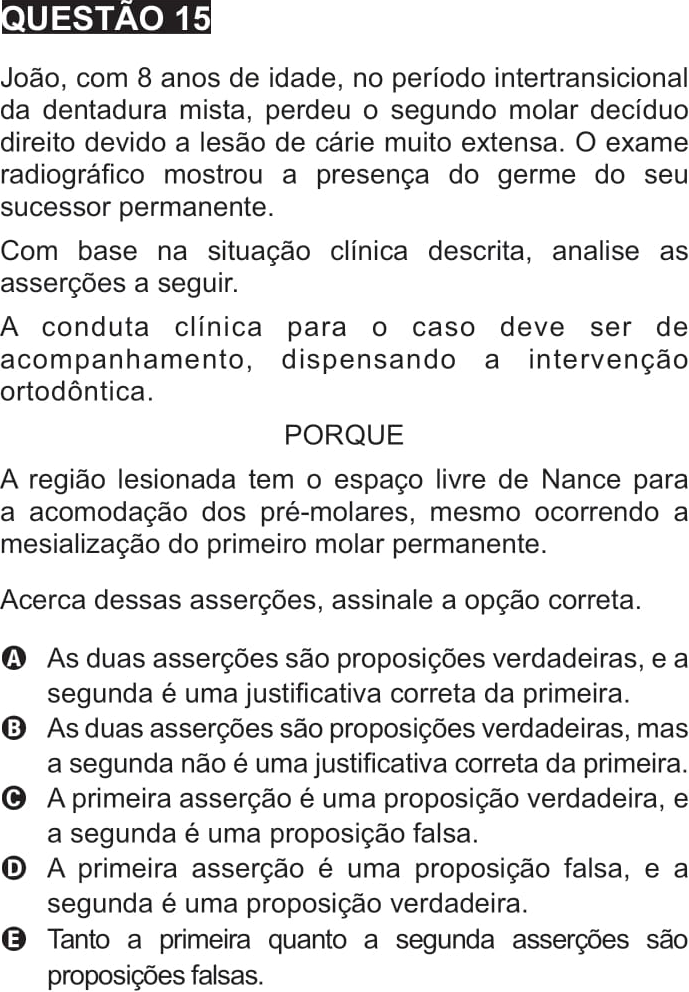 QUESTÃO 15
João, com 8 anos de idade, no período intertransicional
da dentadura mista, perdeu o segundo molar decíduo
direito devido a lesão de cárie muito extensa. O exame
radiográfico mostrou a presença do germe do seu
sucessor permanente.
Com base na situação clínica descrita, analise as
asserções a seguir.
A conduta clínica para o caso deve ser de
acompanhamento, dispensando a intervenção
ortodôntica.
PORQUE
A região lesionada tem o espaço livre de Nance para
a acomodação dos pré-molares, mesmo ocorrendo a
mesialização do primeiro molar permanente.
Acerca dessas asserções, assinale a opção correta.
A As duas asserções são proposições verdadeiras, e a
segunda é uma justificativa correta da primeira.
B As duas asserções são proposições verdadeiras, mas
a segunda não é uma justificativa correta da primeira.
C A primeira asserção é uma proposição verdadeira, e
a segunda é uma proposição falsa.
D A primeira asserção é uma proposição falsa, e a
segunda é uma proposição verdadeira.
E Tanto a primeira quanto a segunda asserções são
proposições falsas.